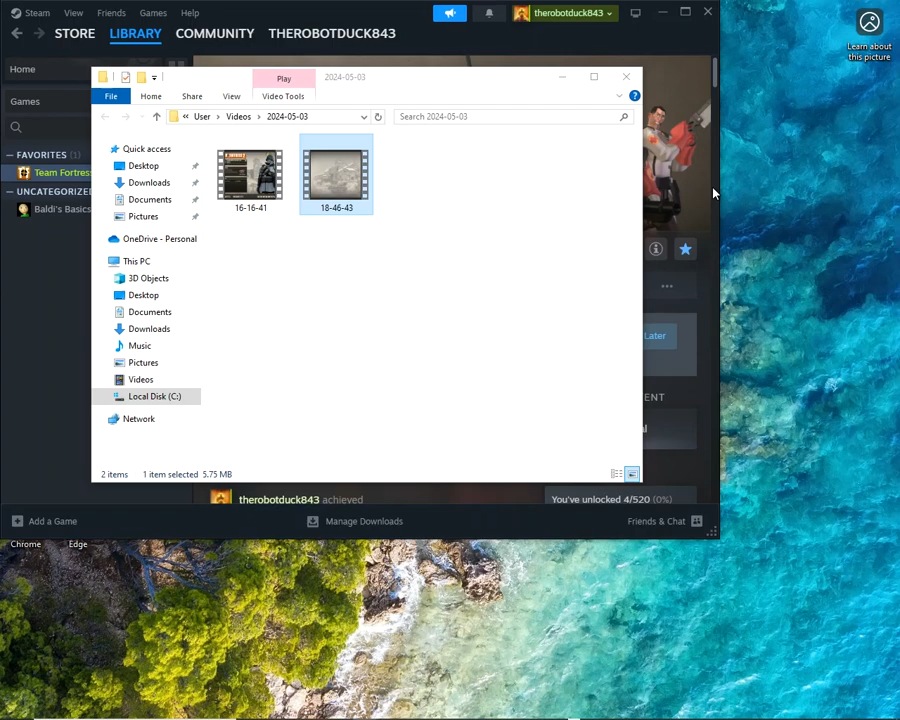 Steam View Friends Games Help therobotduck843
STORE LIBRARY COMMUNITY THEROBOTDUCK843
Learn about
this picture
Home
Games
FAVORITES (1)
Team Fortres
UNCATEGORIZE
Baldi's Basics
Play
2024-05-03
File Home Share View Video Tools
« User › Videos › 2024-05-03
Search 2024-05-03
Quick access
Desktop
Downloads
Documents
Pictures
OneDrive - Personal
This PC
3D Objects
Desktop
Documents
Downloads
Music
Pictures
Videos
Local Disk (C:)
Network
16-16-41
18-46-43
2 items 1 item selected 5.75 MB
Later
ENT
therobotduck843 achieved
You've unlocked 4/520 (0%)
Add a Game
Manage Downloads
Friends & Chat
Chrome
Edge